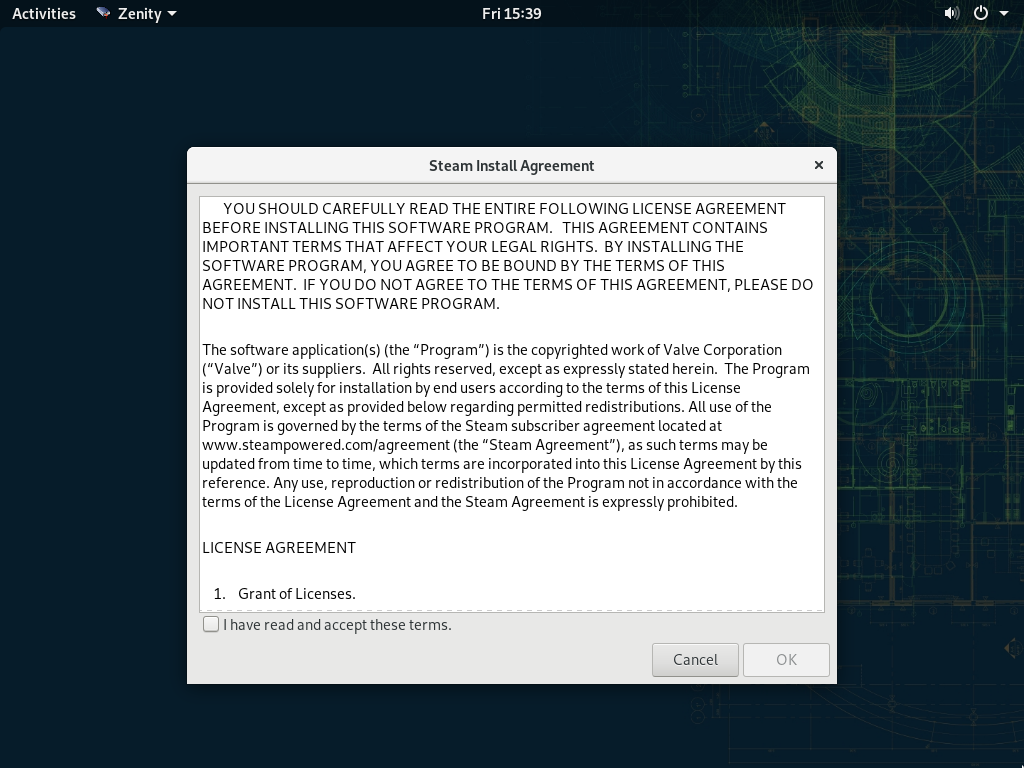 Activities Zenity Fri 15:39
Steam Install Agreement
YOU SHOULD CAREFULLY READ THE ENTIRE FOLLOWING LICENSE AGREEMENT
BEFORE INSTALLING THIS SOFTWARE PROGRAM.   THIS AGREEMENT CONTAINS
IMPORTANT TERMS THAT AFFECT YOUR LEGAL RIGHTS.  BY INSTALLING THE
SOFTWARE PROGRAM, YOU AGREE TO BE BOUND BY THE TERMS OF THIS
AGREEMENT.  IF YOU DO NOT AGREE TO THE TERMS OF THIS AGREEMENT, PLEASE DO
NOT INSTALL THIS SOFTWARE PROGRAM.
The software application(s) (the “Program”) is the copyrighted work of Valve Corporation
(“Valve”) or its suppliers.  All rights reserved, except as expressly stated herein.  The Program
is provided solely for installation by end users according to the terms of this License
Agreement, except as provided below regarding permitted redistributions. All use of the
Program is governed by the terms of the Steam subscriber agreement located at
www.steampowered.com/agreement (the “Steam Agreement”), as such terms may be
updated from time to time, which terms are incorporated into this License Agreement by this
reference. Any use, reproduction or redistribution of the Program not in accordance with the
terms of the License Agreement and the Steam Agreement is expressly prohibited.
LICENSE AGREEMENT
1.   Grant of Licenses.
I have read and accept these terms.
Cancel OK